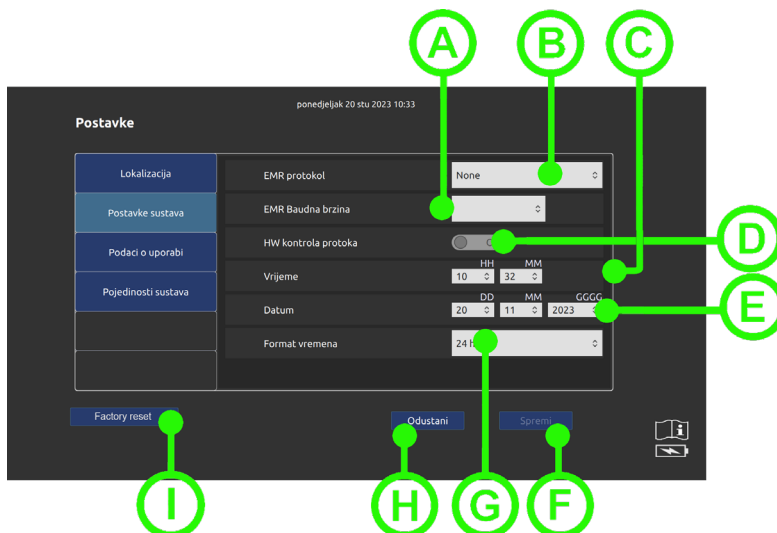 A B C
ponedjeljak 20 stu 2023 10:33
Postavke
Lokalizacija
EMR protokol None
Postavke sustava
EMR Baudna brzina
HW kontrola protoka
D
Podaci o uporabi
HH MM
Vrijeme 10 32
Pojedinosti sustava
DD MM GGGG
Datum 20 11 2023
E
Format vremena 24 h
Factory reset
Odustani Spremi
i
I H G F